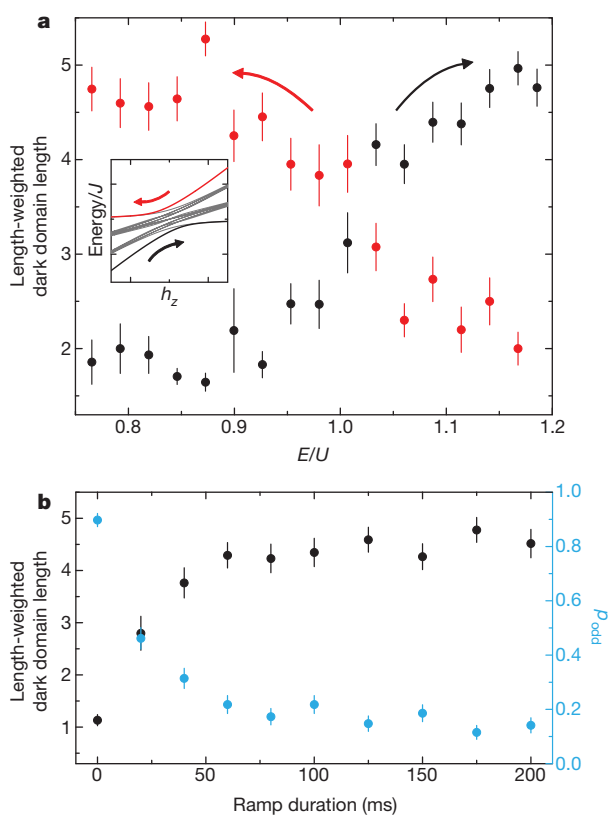 a
5
4
3
2
Length-weighted
dark domain length
Energy/J
h_z
0.8 0.9 1.0 1.1 1.2
E/U
b
5
4
3
2
1
Length-weighted
dark domain length
1.0
0.8
0.6
0.4
0.2
0.0
p_odd
0 50 100 150 200
Ramp duration (ms)